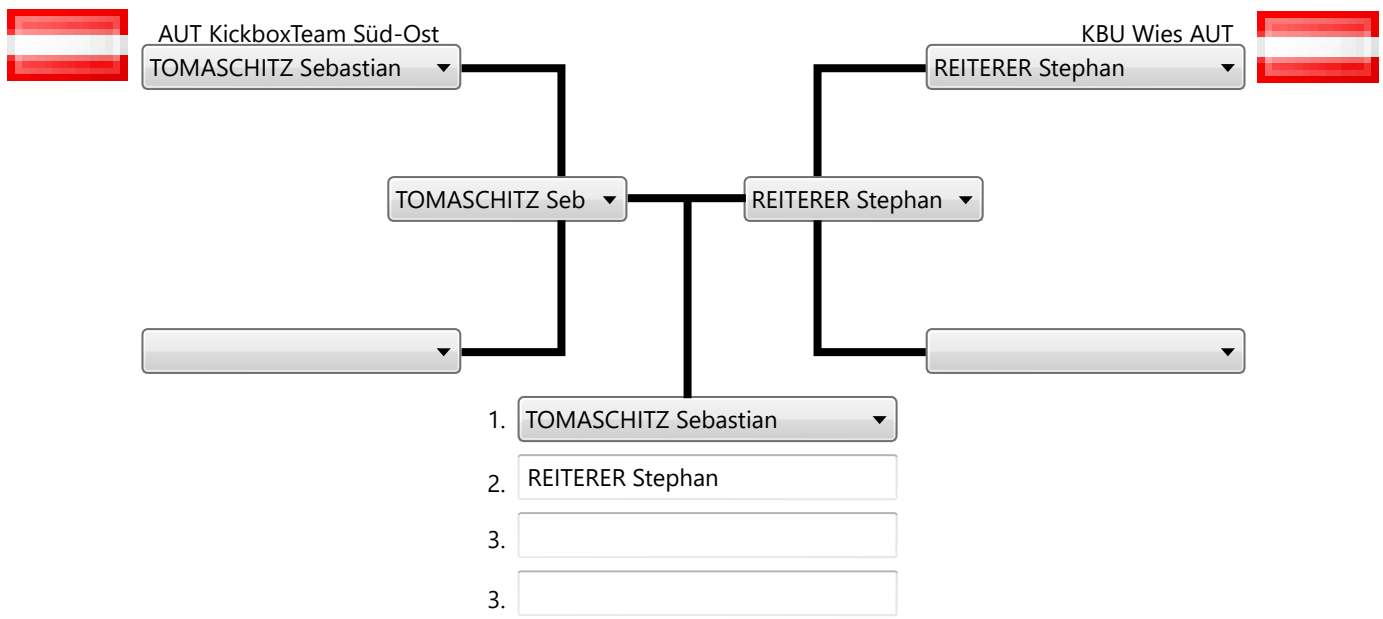 AUT KickboxTeam Süd-Ost
KBU Wies AUT
TOMASCHITZ Sebastian
REITERER Stephan
TOMASCHITZ Seb
REITERER Stephan
1. TOMASCHITZ Sebastian
2. REITERER Stephan
3.
3.